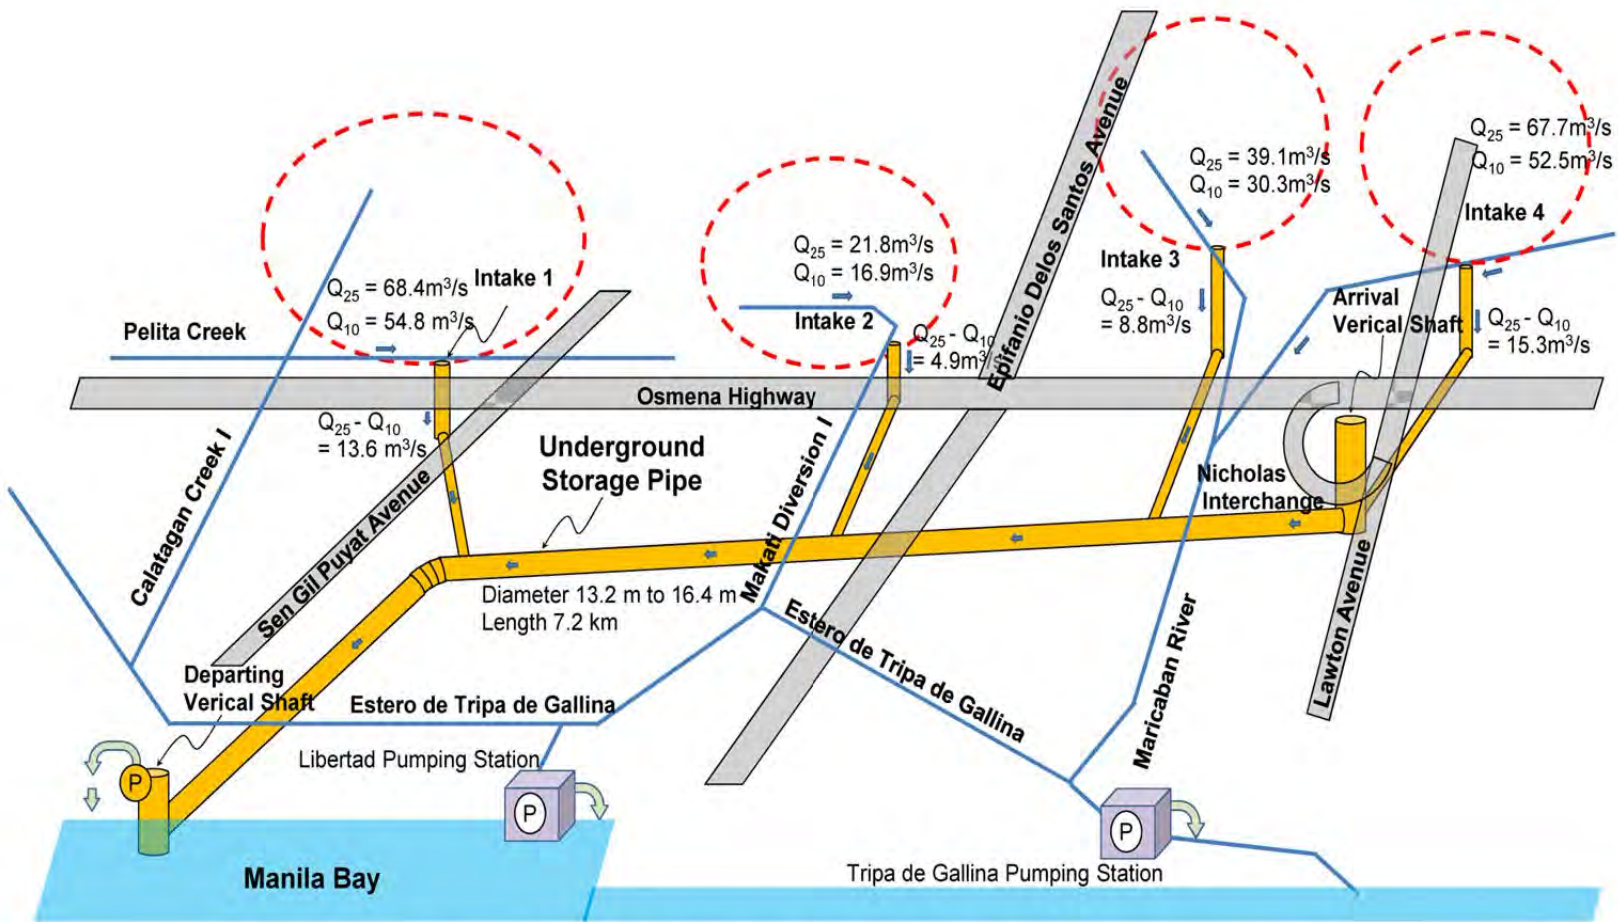 Epifanio Delos Santos Avenue
Q25 = 67.7m3/s
Q10 = 52.5m3/s
Intake 4
Q25 = 39.1m3/s
Q10 = 30.3m3/s
Intake 3
Q25 - Q10
= 8.8m3/s
Arrival
Verical Shaft
Q25 - Q10
= 15.3m3/s
Q25 = 21.8m3/s
Q10 = 16.9m3/s
Intake 2
Q25 - Q10
= 4.9m3/s
Q25 = 68.4m3/s
Q10 = 54.8 m3/s
Intake 1
Pelita Creek
Osmena Highway
Q25 - Q10
= 13.6 m3/s
Underground
Storage Pipe
Calatagan Creek I
Sen Gil Puyat Avenue
Makati Diversion I
Nicholas
Interchange
Diameter 13.2 m to 16.4 m
Length 7.2 km
Estero de Tripa de Gallina
Maricaban River
Lawton Avenue
Departing
Verical Shaft
Estero de Tripa de Gallina
Libertad Pumping Station
P
P
P
Manila Bay
Tripa de Gallina Pumping Station